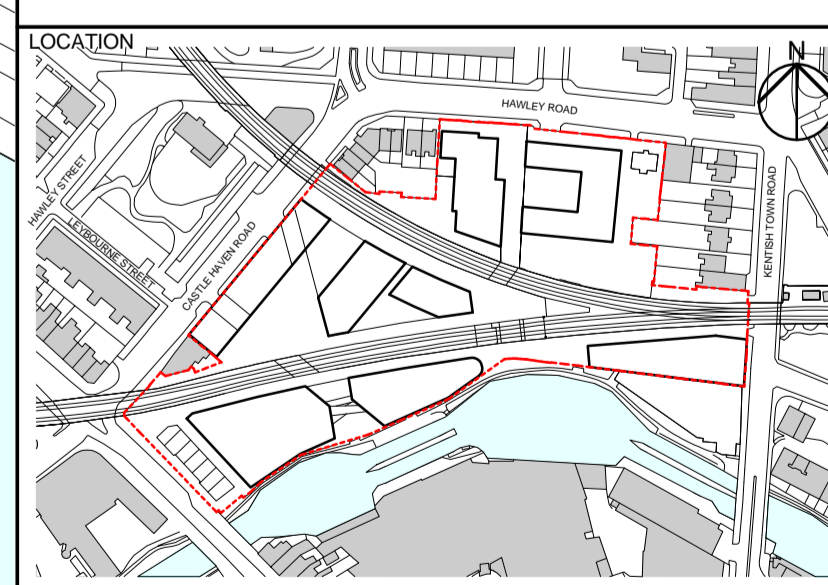 LOCATION
N
HAWLEY ROAD
HAWLEY STREET
LEYBOURNE STREET
CASTLE HAVEN ROAD
KENTISH TOWN ROAD